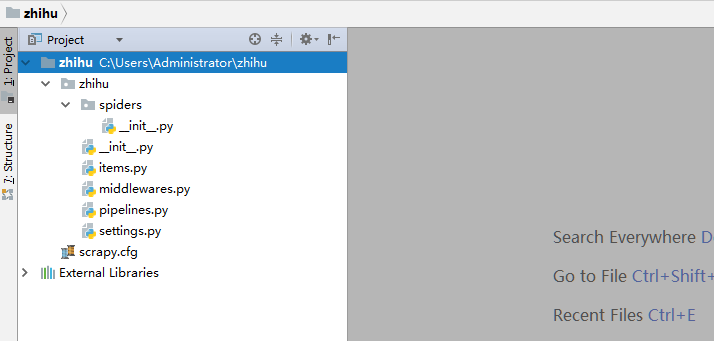 zhihu
Project
1: Project
7: Structure
zhihu C:\Users\Administrator\zhihu
zhihu
spiders
__init__.py
__init__.py
items.py
middlewares.py
pipelines.py
settings.py
scrapy.cfg
External Libraries
Search Everywhere D
Go to File Ctrl+Shift+
Recent Files Ctrl+E